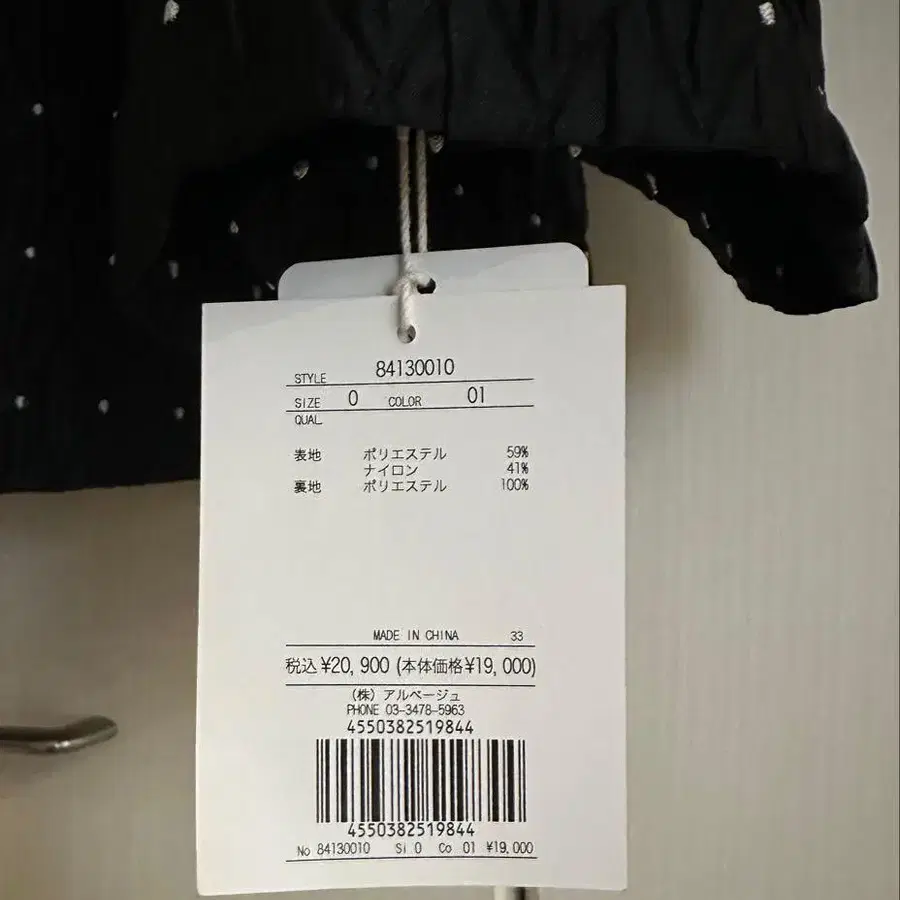 STYLE 84130010
SIZE 0 COLOR 01
QUAL
表地 ポリエステル 59%
ナイロン 41%
裏地 ポリエステル 100%
MADE IN CHINA 33
税込 ¥20,900 (本体価格¥19,000)
(株) アルページュ
PHONE 03-3478-5963
4550382519844
4550382519844
No 84130010 Si 0 Co 01 ¥19,000